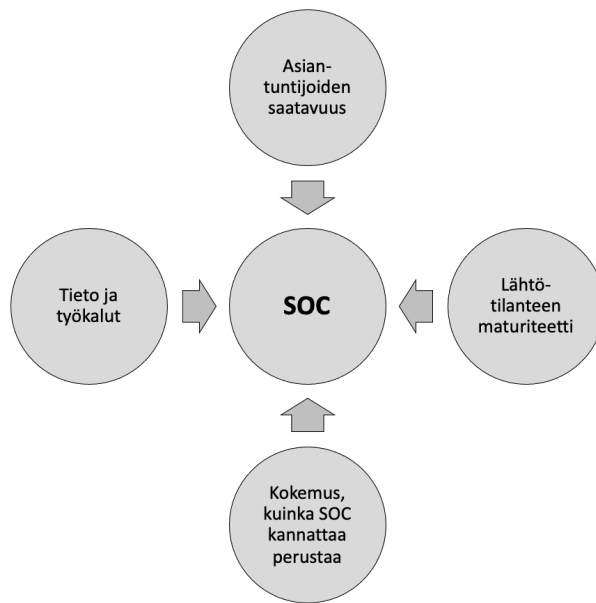 Asian-
tuntijoiden
saatavuus
Tieto ja
työkalut
SOC
Lähtö-
tilanteen
maturiteetti
Kokemus,
kuinka SOC
kannattaa
perustaa